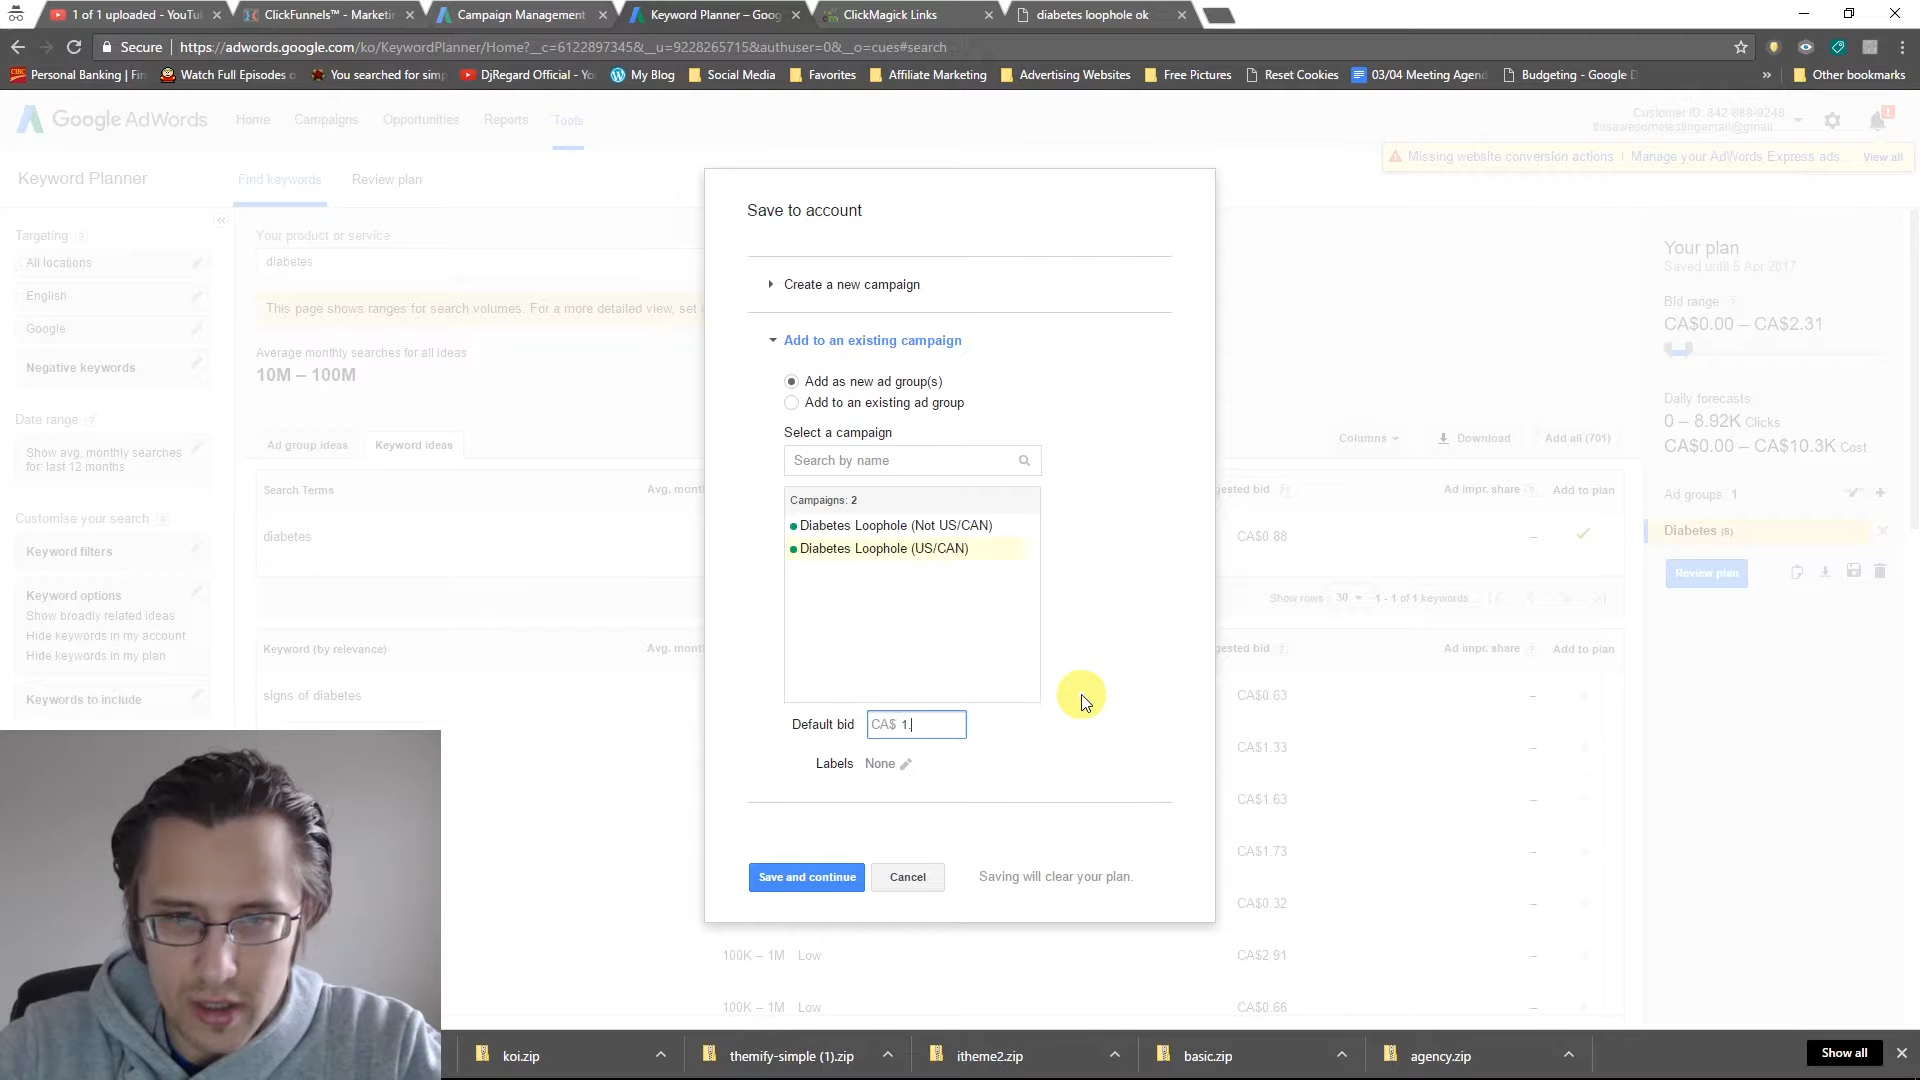 1 of 1 uploaded - YouTu
ClickFunnels™ - Marketin
Campaign Management
Keyword Planner – Goog
ClickMagick Links
diabetes loophole ok
Secure
https://adwords.google.com/ko/KeywordPlanner/Home?__c=6122897345&__u=9228265715&authuser=0&__o=cues#search
Personal Banking | Fin
Watch Full Episodes o
You searched for simp
DjRegard Official - Yo
My Blog
Social Media
Favorites
Affiliate Marketing
Advertising Websites
Free Pictures
Reset Cookies
03/04 Meeting Agend
Budgeting - Google D
»
Other bookmarks
Google AdWords
Home
Campaigns
Opportunities
Reports
Tools
Customer ID: 842-888-9248
thisawesometestingemail@gmail...
Missing website conversion actions
Manage your AdWords Express ads
View all
Keyword Planner
Find keywords
Review plan
Targeting
All locations
English
Google
Negative keywords
Date range
Show avg. monthly searches
for: last 12 months
Customise your search
Keyword filters
Keyword options
Show broadly related ideas
Hide keywords in my account
Hide keywords in my plan
Keywords to include
Your product or service
diabetes
This page shows ranges for search volumes. For a more detailed view, set
Average monthly searches for all ideas
10M – 100M
Ad group ideas
Keyword ideas
Columns
Download
Add all (701)
Search Terms
Avg. mont
gested bid
Ad impr. share
Add to plan
diabetes
CA$0.88
–
Show rows
30
1 - 1 of 1 keywords
Keyword (by relevance)
Avg. mont
gested bid
Ad impr. share
Add to plan
signs of diabetes
CA$0.63
–
CA$1.33
–
CA$1.63
–
CA$1.73
–
CA$0.32
–
100K – 1M
Low
CA$2.91
–
100K – 1M
Low
CA$0.66
–
Save to account
Create a new campaign
Add to an existing campaign
Add as new ad group(s)
Add to an existing ad group
Select a campaign
Search by name
Campaigns: 2
Diabetes Loophole (Not US/CAN)
Diabetes Loophole (US/CAN)
Default bid
CA$ 1.
Labels
None
Save and continue
Cancel
Saving will clear your plan.
Your plan
Saved until 5 Apr 2017
Bid range
CA$0.00 – CA$2.31
Daily forecasts
0 – 8.92K Clicks
CA$0.00 – CA$10.3K Cost
Ad groups 1
Diabetes (8)
Review plan
koi.zip
themify-simple (1).zip
itheme2.zip
basic.zip
agency.zip
Show all